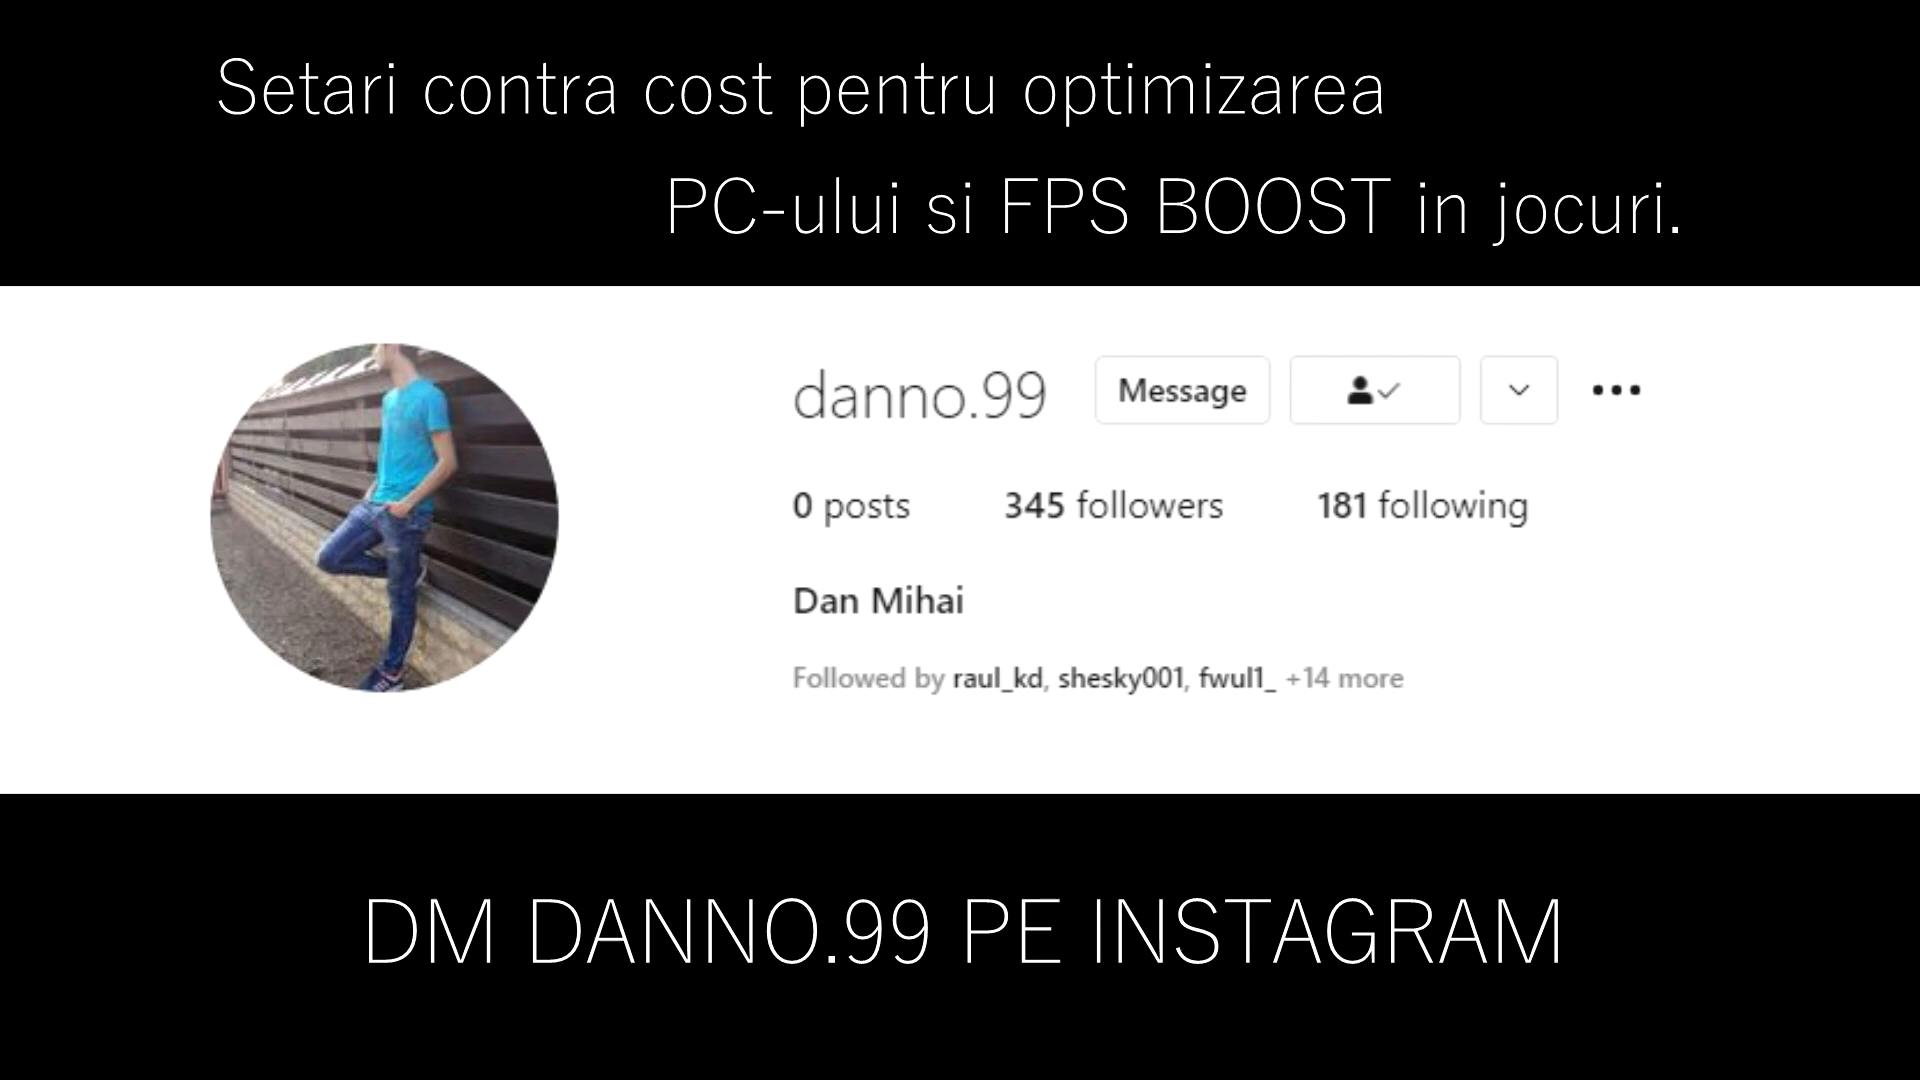 Setari contra cost pentru optimizarea
PC-ului si FPS BOOST in jocuri.
danno.99 Message
0 posts 345 followers 181 following
Dan Mihai
Followed by raul_kd, shesky001, fwul1_ +14 more
DM DANNO.99 PE INSTAGRAM